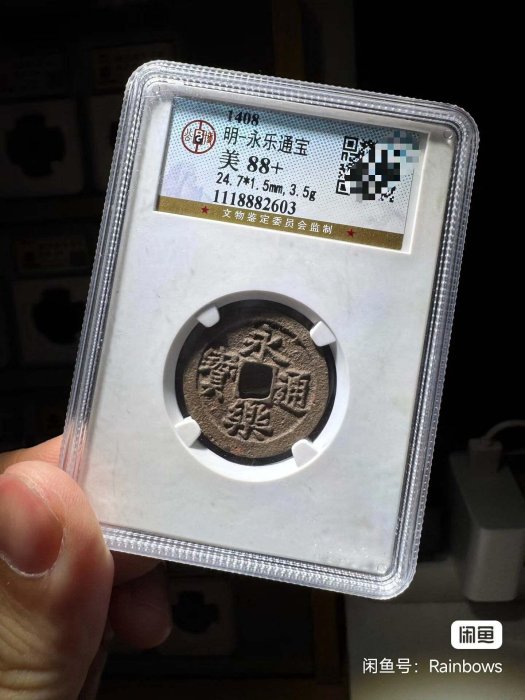 1408
明-永乐通宝
美 88+
24.7*1.5mm, 3.5g
1118882603
★ 文物鉴定委员会监制 ★
永樂通寳
闲鱼
闲鱼号：Rainbows